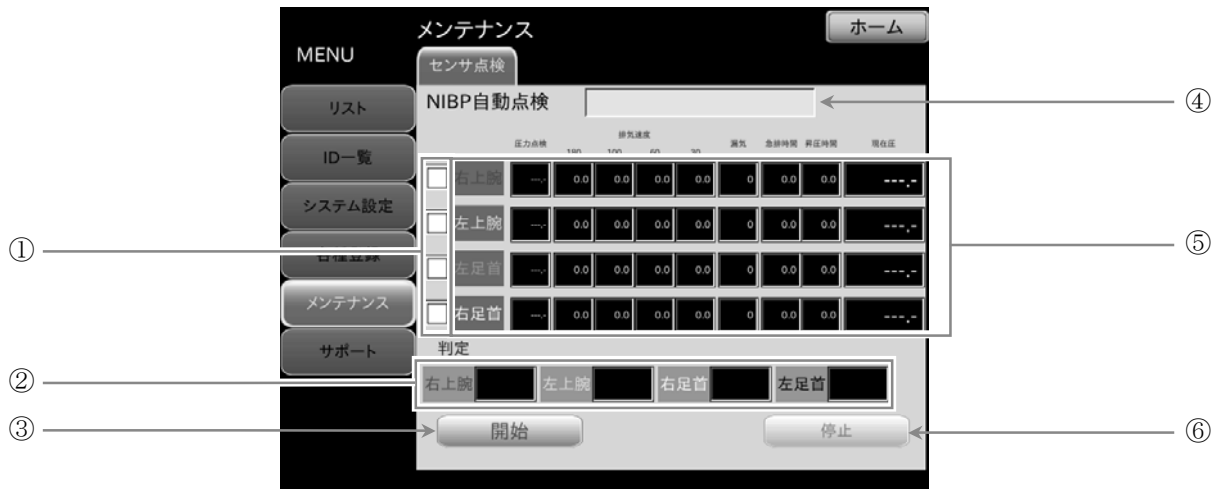 メンテナンス
ホーム
MENU
センサ点検
リスト
NIBP自動点検
④
排気速度
圧力点検 180 100 60 30 漏気 急排時間 昇圧時間 現在圧
ID一覧
右上腕 ---.- 0.0 0.0 0.0 0.0 0 0.0 0.0 ---.-
システム設定
左上腕 ---.- 0.0 0.0 0.0 0.0 0 0.0 0.0 ---.-
①
各種登録
⑤
左足首 ---.- 0.0 0.0 0.0 0.0 0 0.0 0.0 ---.-
メンテナンス
右足首 ---.- 0.0 0.0 0.0 0.0 0 0.0 0.0 ---.-
サポート
判定
②
右上腕 左上腕 右足首 左足首
③
開始
停止
⑥